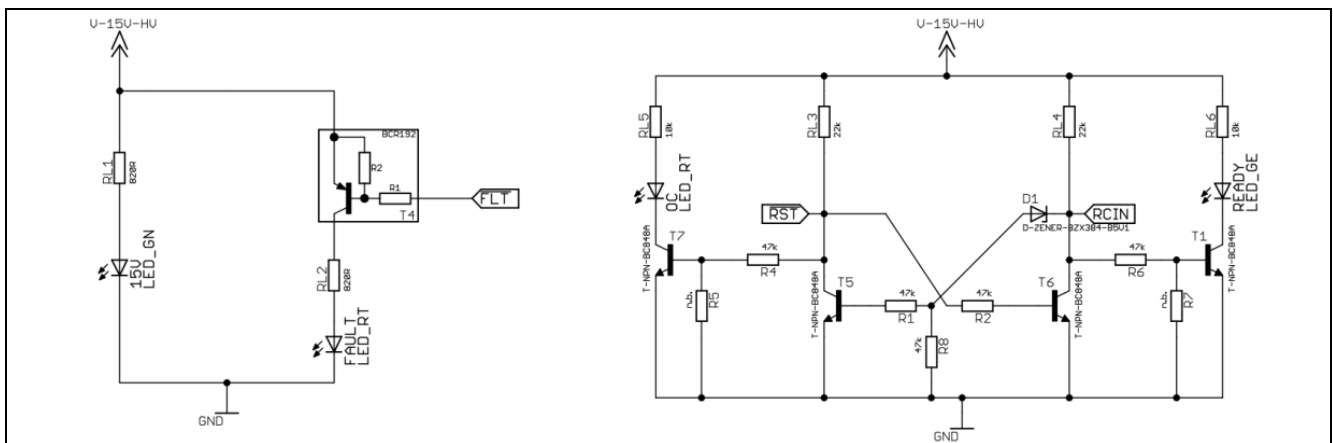 V-15V-HV
BCR192
R2
R1
T4
FLT
RL1
820R
15V
LED_GN
RL2
820R
FAULT
LED_RT
GND
V-15V-HV
RL5
10k
RL3
22k
RL4
22k
RL6
10k
OC
LED_RT
READY
LED_GE
RST
D1
D-ZENER-BZX384-B5V1
RCIN
T7
T-NPN-BC848A
47k
R4
R5
T5
T-NPN-BC848A
47k
R1
47k
R8
47k
R2
T6
T-NPN-BC848A
47k
R6
R7
T1
T-NPN-BC848A
GND